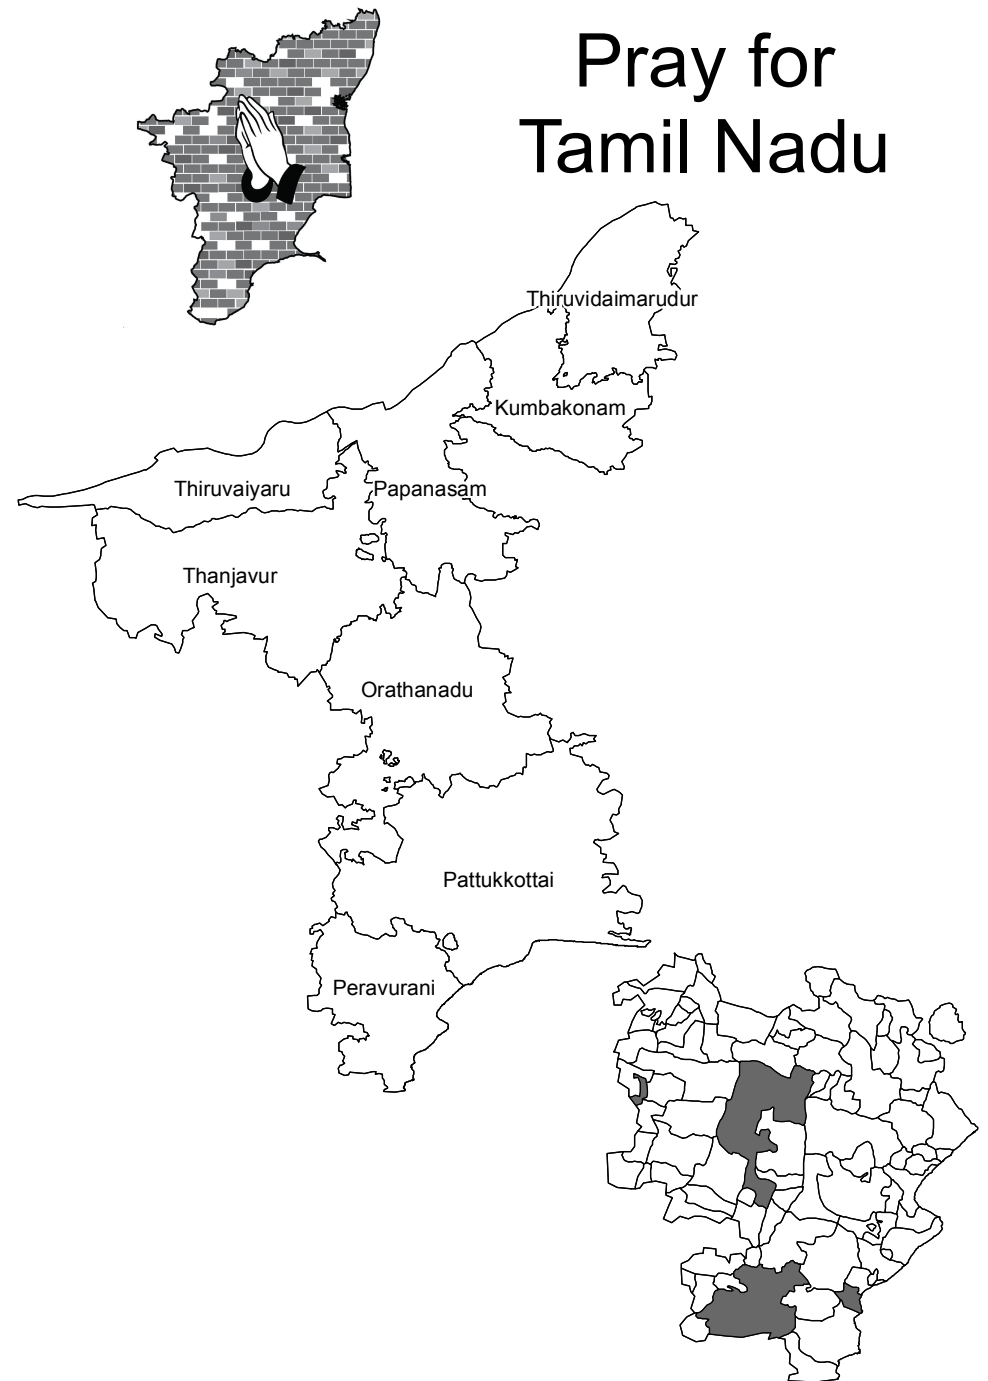 Pray for
Tamil Nadu
Thiruvidaimarudur
Kumbakonam
Thiruvaiyaru
Papanasam
Thanjavur
Orathanadu
Pattukkottai
Peravurani